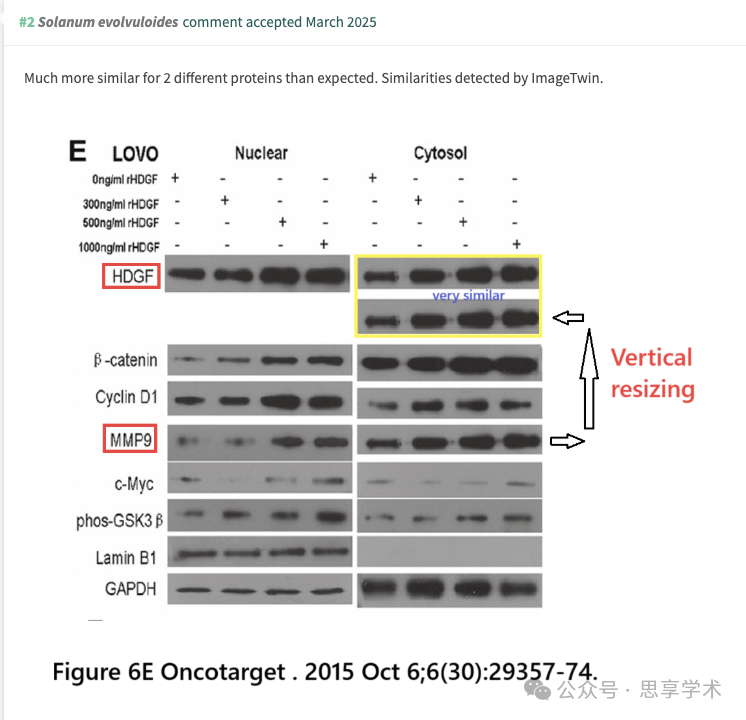 #2 Solanum evolvuloides comment accepted March 2025
Much more similar for 2 different proteins than expected. Similarities detected by ImageTwin.
E LOVO Nuclear Cytosol
0ng/ml rHDGF + - - - + - - -
300ng/ml rHDGF - + - - - + - -
500ng/ml rHDGF - - + - - - + -
1000ng/ml rHDGF - - - + - - - +
HDGF
very similar
β-catenin
Vertical
resizing
Cyclin D1
MMP9
c-Myc
phos-GSK3β
Lamin B1
GAPDH
Figure 6E Oncotarget . 2015 Oct 6;6(30):29357-74.
公众号 · 思享学术